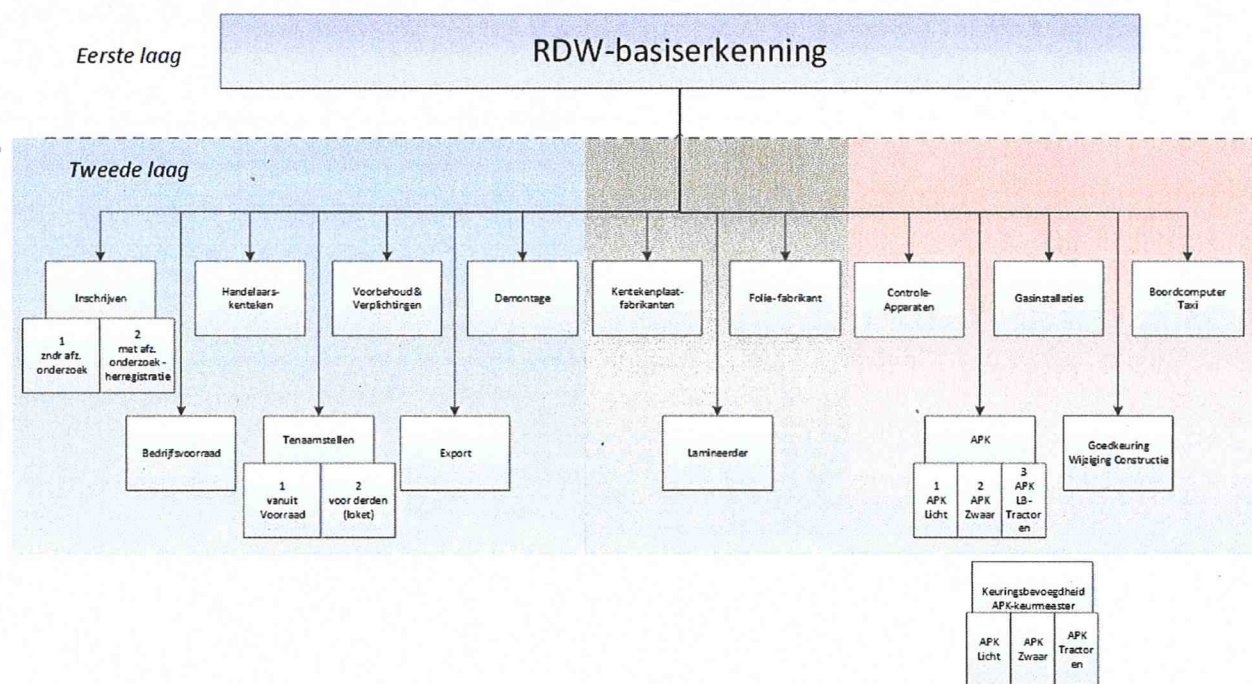 Eerste laag
RDW-basiserkenning
Tweede laag
Inschrijven
1
zndr afz.
onderzoek
2
met afz.
onderzoek -
herregistratie
Handelaars-
kenteken
Voorbehoud &
Verplichtingen
Demontage
Kentekenplaat-
fabrikanten
Folie-fabrikant
Controle-
Apparaten
Gasinstallaties
Boordcomputer
Taxi
Bedrijfsvoorraad
Tenaamstellen
1
vanuit
Voorraad
2
voor derden
(loket)
Export
Lamineerder
APK
1
APK
Licht
2
APK
Zwaar
3
APK
LB-
Tractor
en
Goedkeuring
Wijziging Constructie
Keuringsbevoegdheid
APK-keurmeester
APK
Licht
APK
Zwaar
APK
Tractor
en